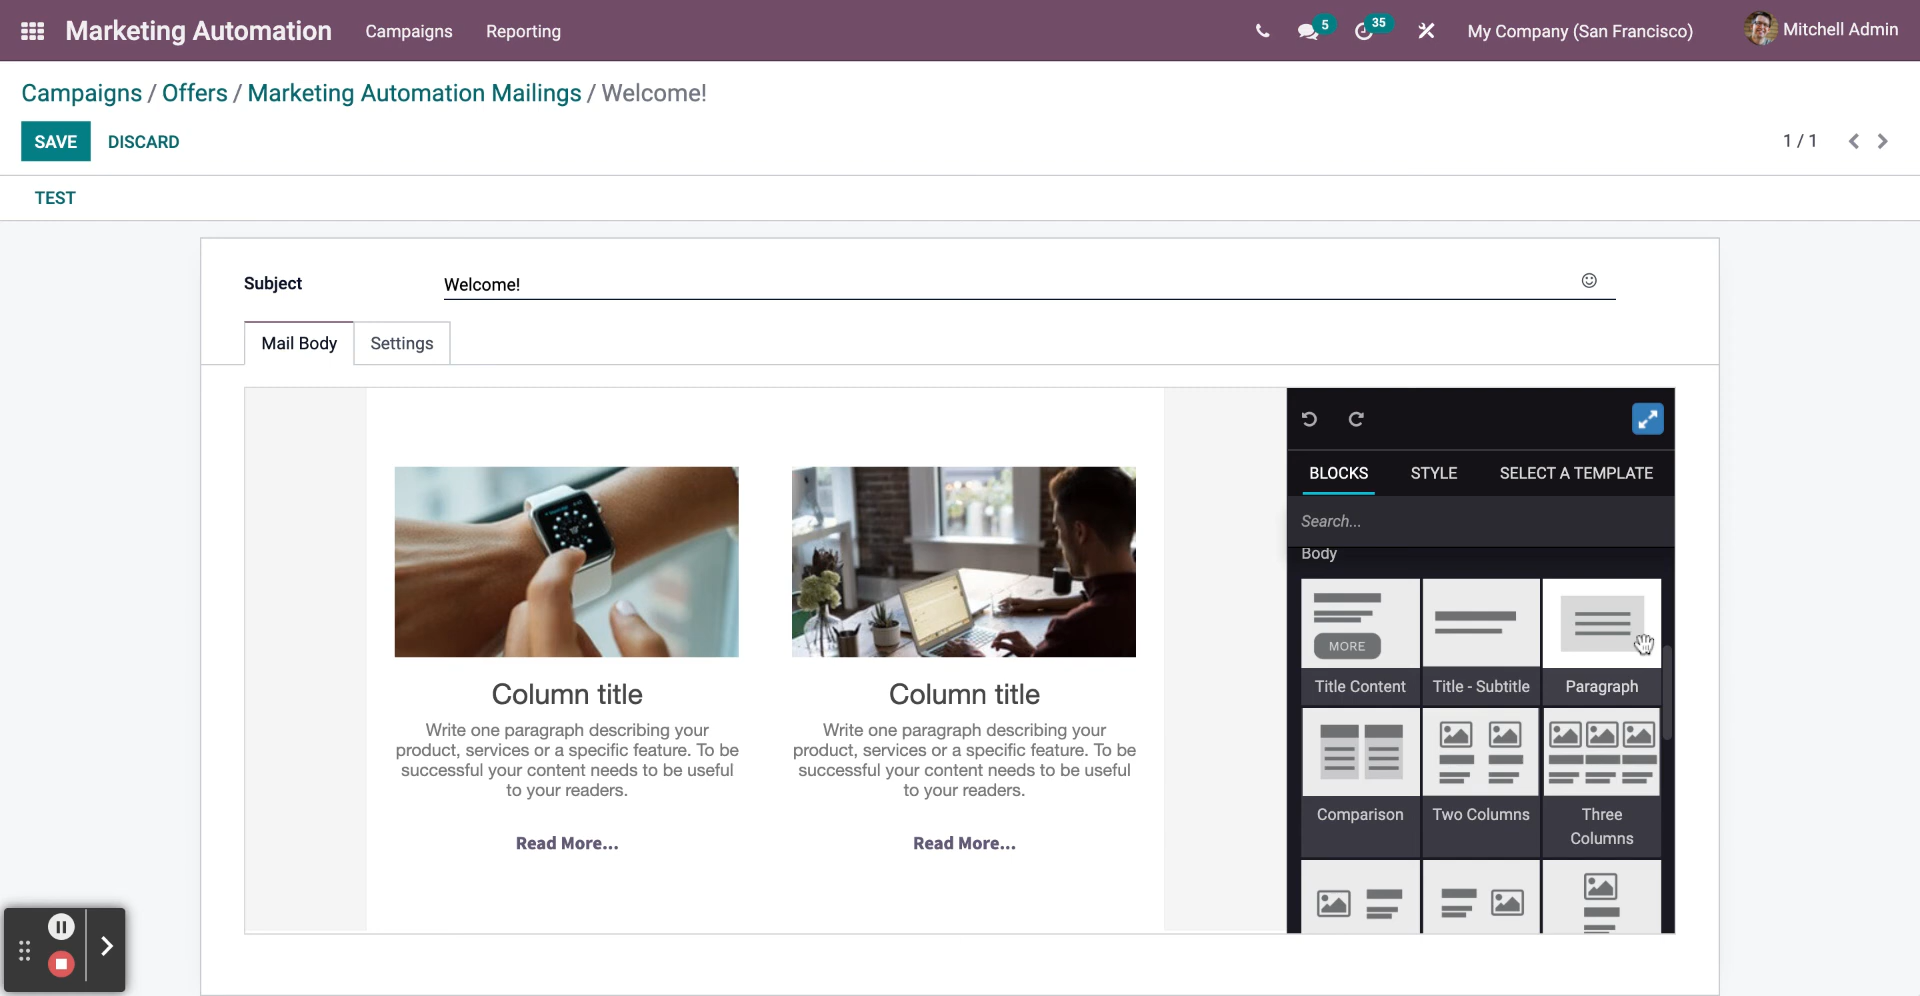 Marketing Automation Campaigns Reporting 5 35 My Company (San Francisco) Mitchell Admin
Campaigns / Offers / Marketing Automation Mailings / Welcome!
SAVE DISCARD 1 / 1
TEST
Subject Welcome!
Mail Body Settings
BLOCKS STYLE SELECT A TEMPLATE
Search...
Body
MORE
Title Content Title - Subtitle Paragraph
Comparison Two Columns Three
Columns
Column title
Write one paragraph describing your
product, services or a specific feature. To be
successful your content needs to be useful
to your readers.
Read More...
Column title
Write one paragraph describing your
product, services or a specific feature. To be
successful your content needs to be useful
to your readers.
Read More...